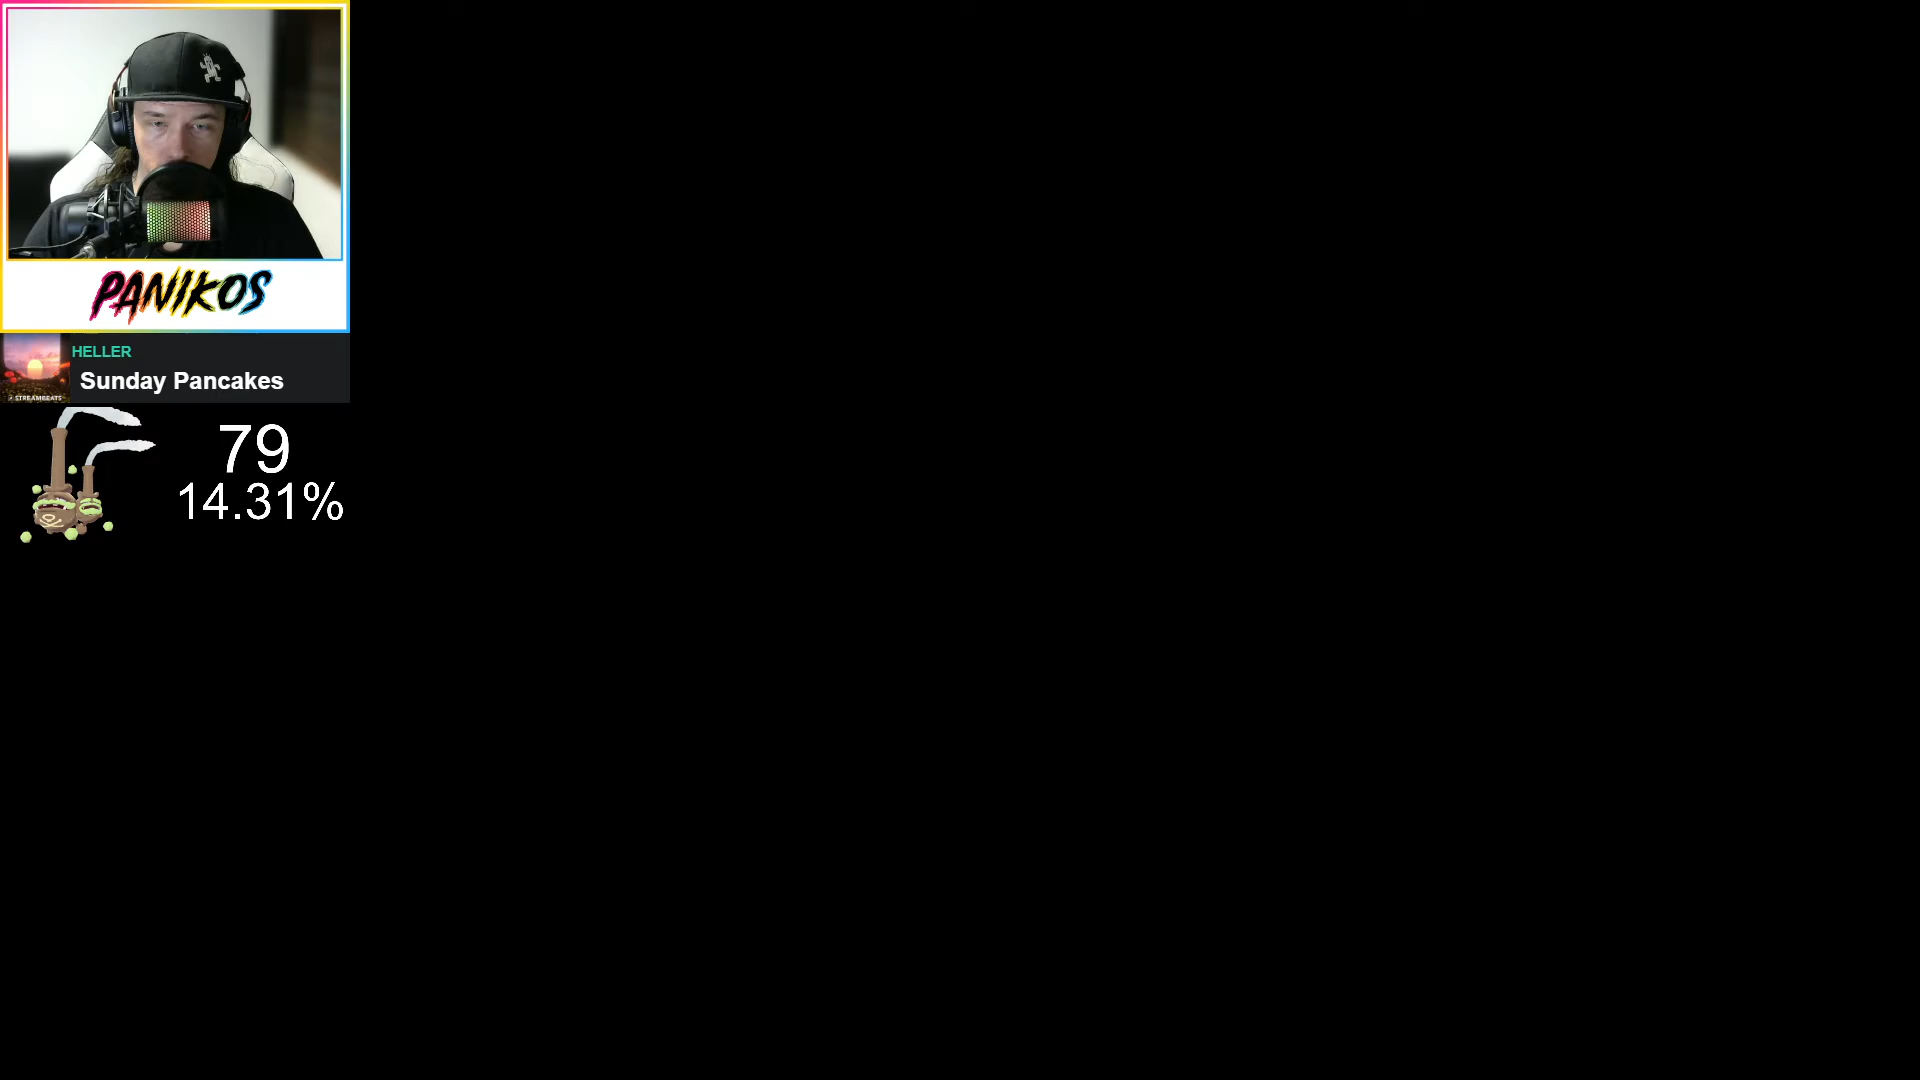 PANIKOS
HELLER
Sunday Pancakes
STREAMBEATS
79
14.31%